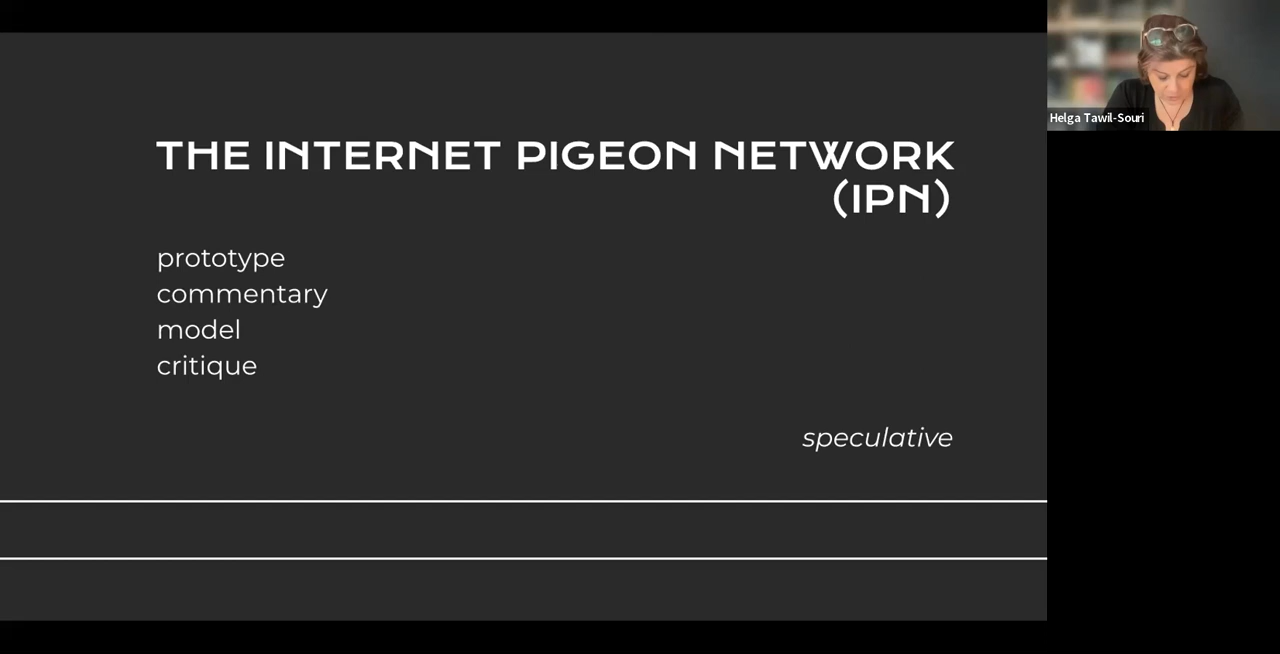 THE INTERNET PIGEON NETWORK
(IPN)
prototype
commentary
model
critique
speculative
Helga Tawil-Souri